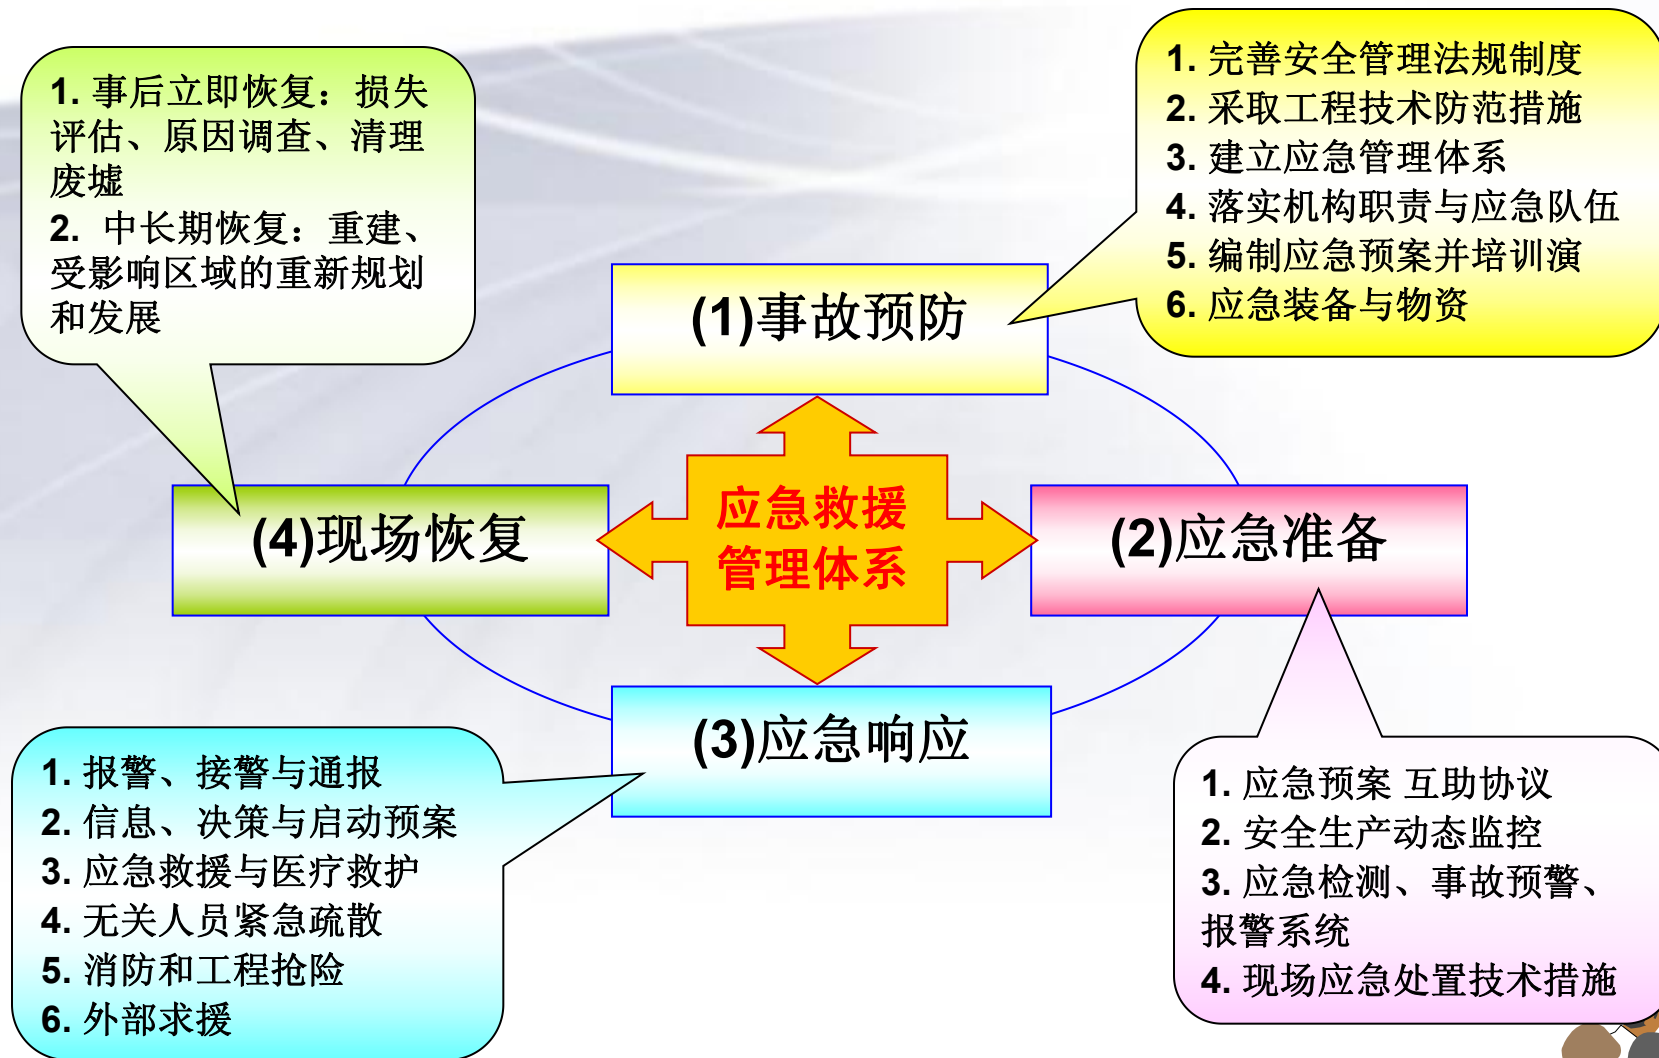 1. 事后立即恢复：损失
评估、原因调查、清理
废墟
2. 中长期恢复：重建、
受影响区域的重新规划
和发展
1. 完善安全管理法规制度
2. 采取工程技术防范措施
3. 建立应急管理体系
4. 落实机构职责与应急队伍
5. 编制应急预案并培训演
6. 应急装备与物资
(1)事故预防
(4)现场恢复
应急救援
管理体系
(2)应急准备
(3)应急响应
1. 报警、接警与通报
2. 信息、决策与启动预案
3. 应急救援与医疗救护
4. 无关人员紧急疏散
5. 消防和工程抢险
6. 外部求援
1. 应急预案 互助协议
2. 安全生产动态监控
3. 应急检测、事故预警、
报警系统
4. 现场应急处置技术措施